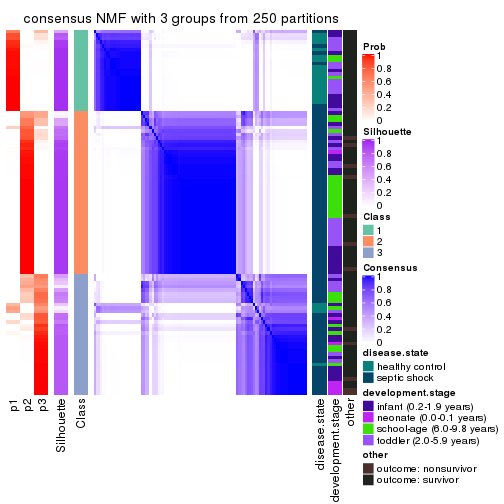 consensus NMF with 3 groups from 250 partitions
Prob
1
0.8
0.6
0.4
0.2
0
Silhouette
1
0.8
0.6
0.4
0.2
0
Class
1
2
3
Consensus
1
0.8
0.6
0.4
0.2
0
disease.state
healthy control
septic shock
development.stage
infant (0.2-1.9 years)
neonate (0.0-0.1 years)
school-age (6.0-9.8 years)
toddler (2.0-5.9 years)
other
outcome: nonsurvivor
outcome: survivor
p1
p2
p3
Silhouette
Class
disease.state
development.stage
other